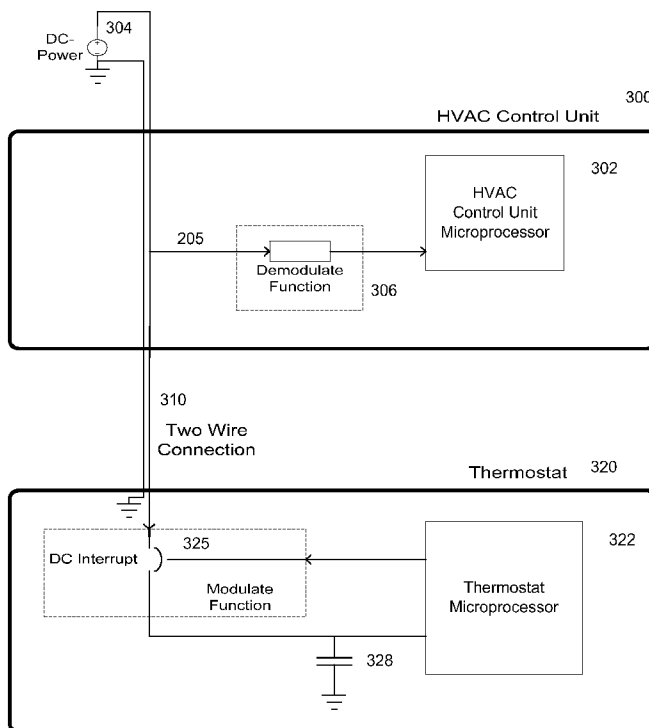 304
DC-
Power
300
HVAC Control Unit
302
HVAC
Control Unit
Microprocessor
205
Demodulate
Function
306
310
Two Wire
Connection
Thermostat
320
325
322
DC Interrupt
Modulate
Function
Thermostat
Microprocessor
328